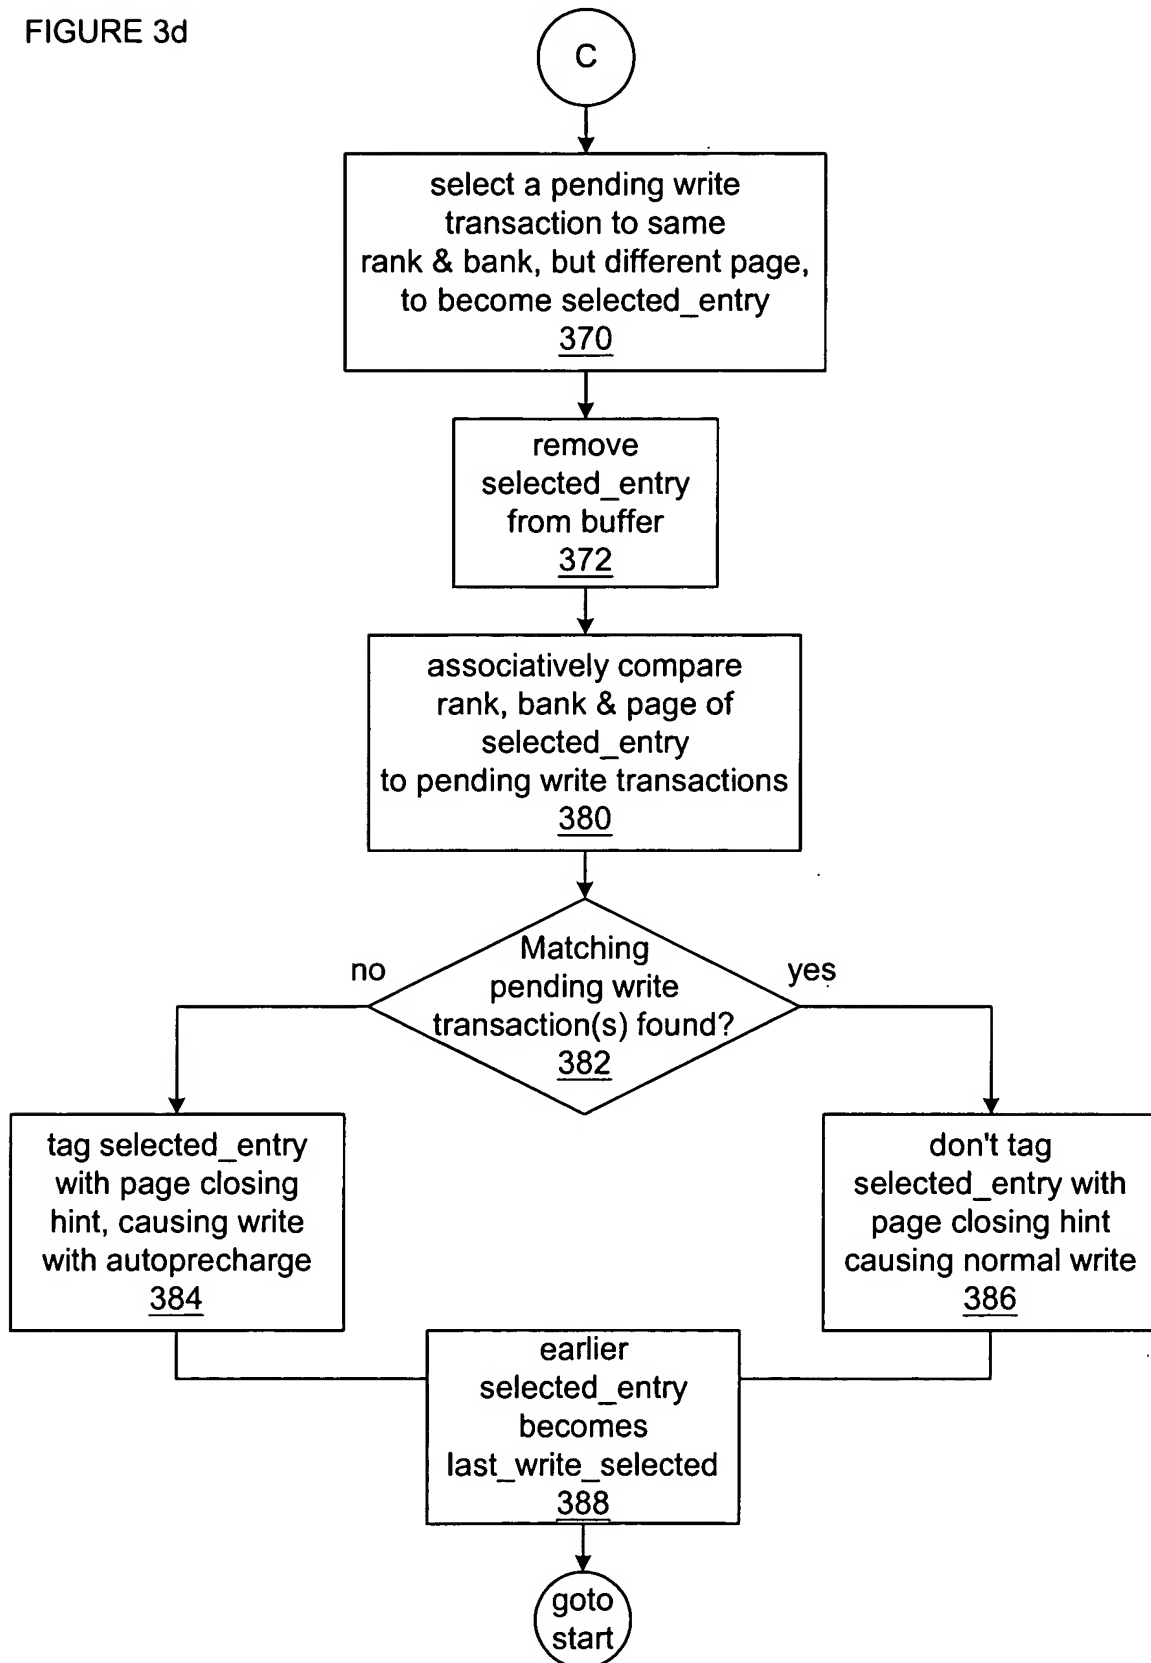 FIGURE 3d
C
select a pending write
transaction to same
rank & bank, but different page,
to become selected_entry
370
remove
selected_entry
from buffer
372
associatively compare
rank, bank & page of
selected_entry
to pending write transactions
380
Matching
pending write
transaction(s) found?
382
no
yes
tag selected_entry
with page closing
hint, causing write
with autoprecharge
384
don't tag
selected_entry with
page closing hint
causing normal write
386
earlier
selected_entry
becomes
last_write_selected
388
goto
start